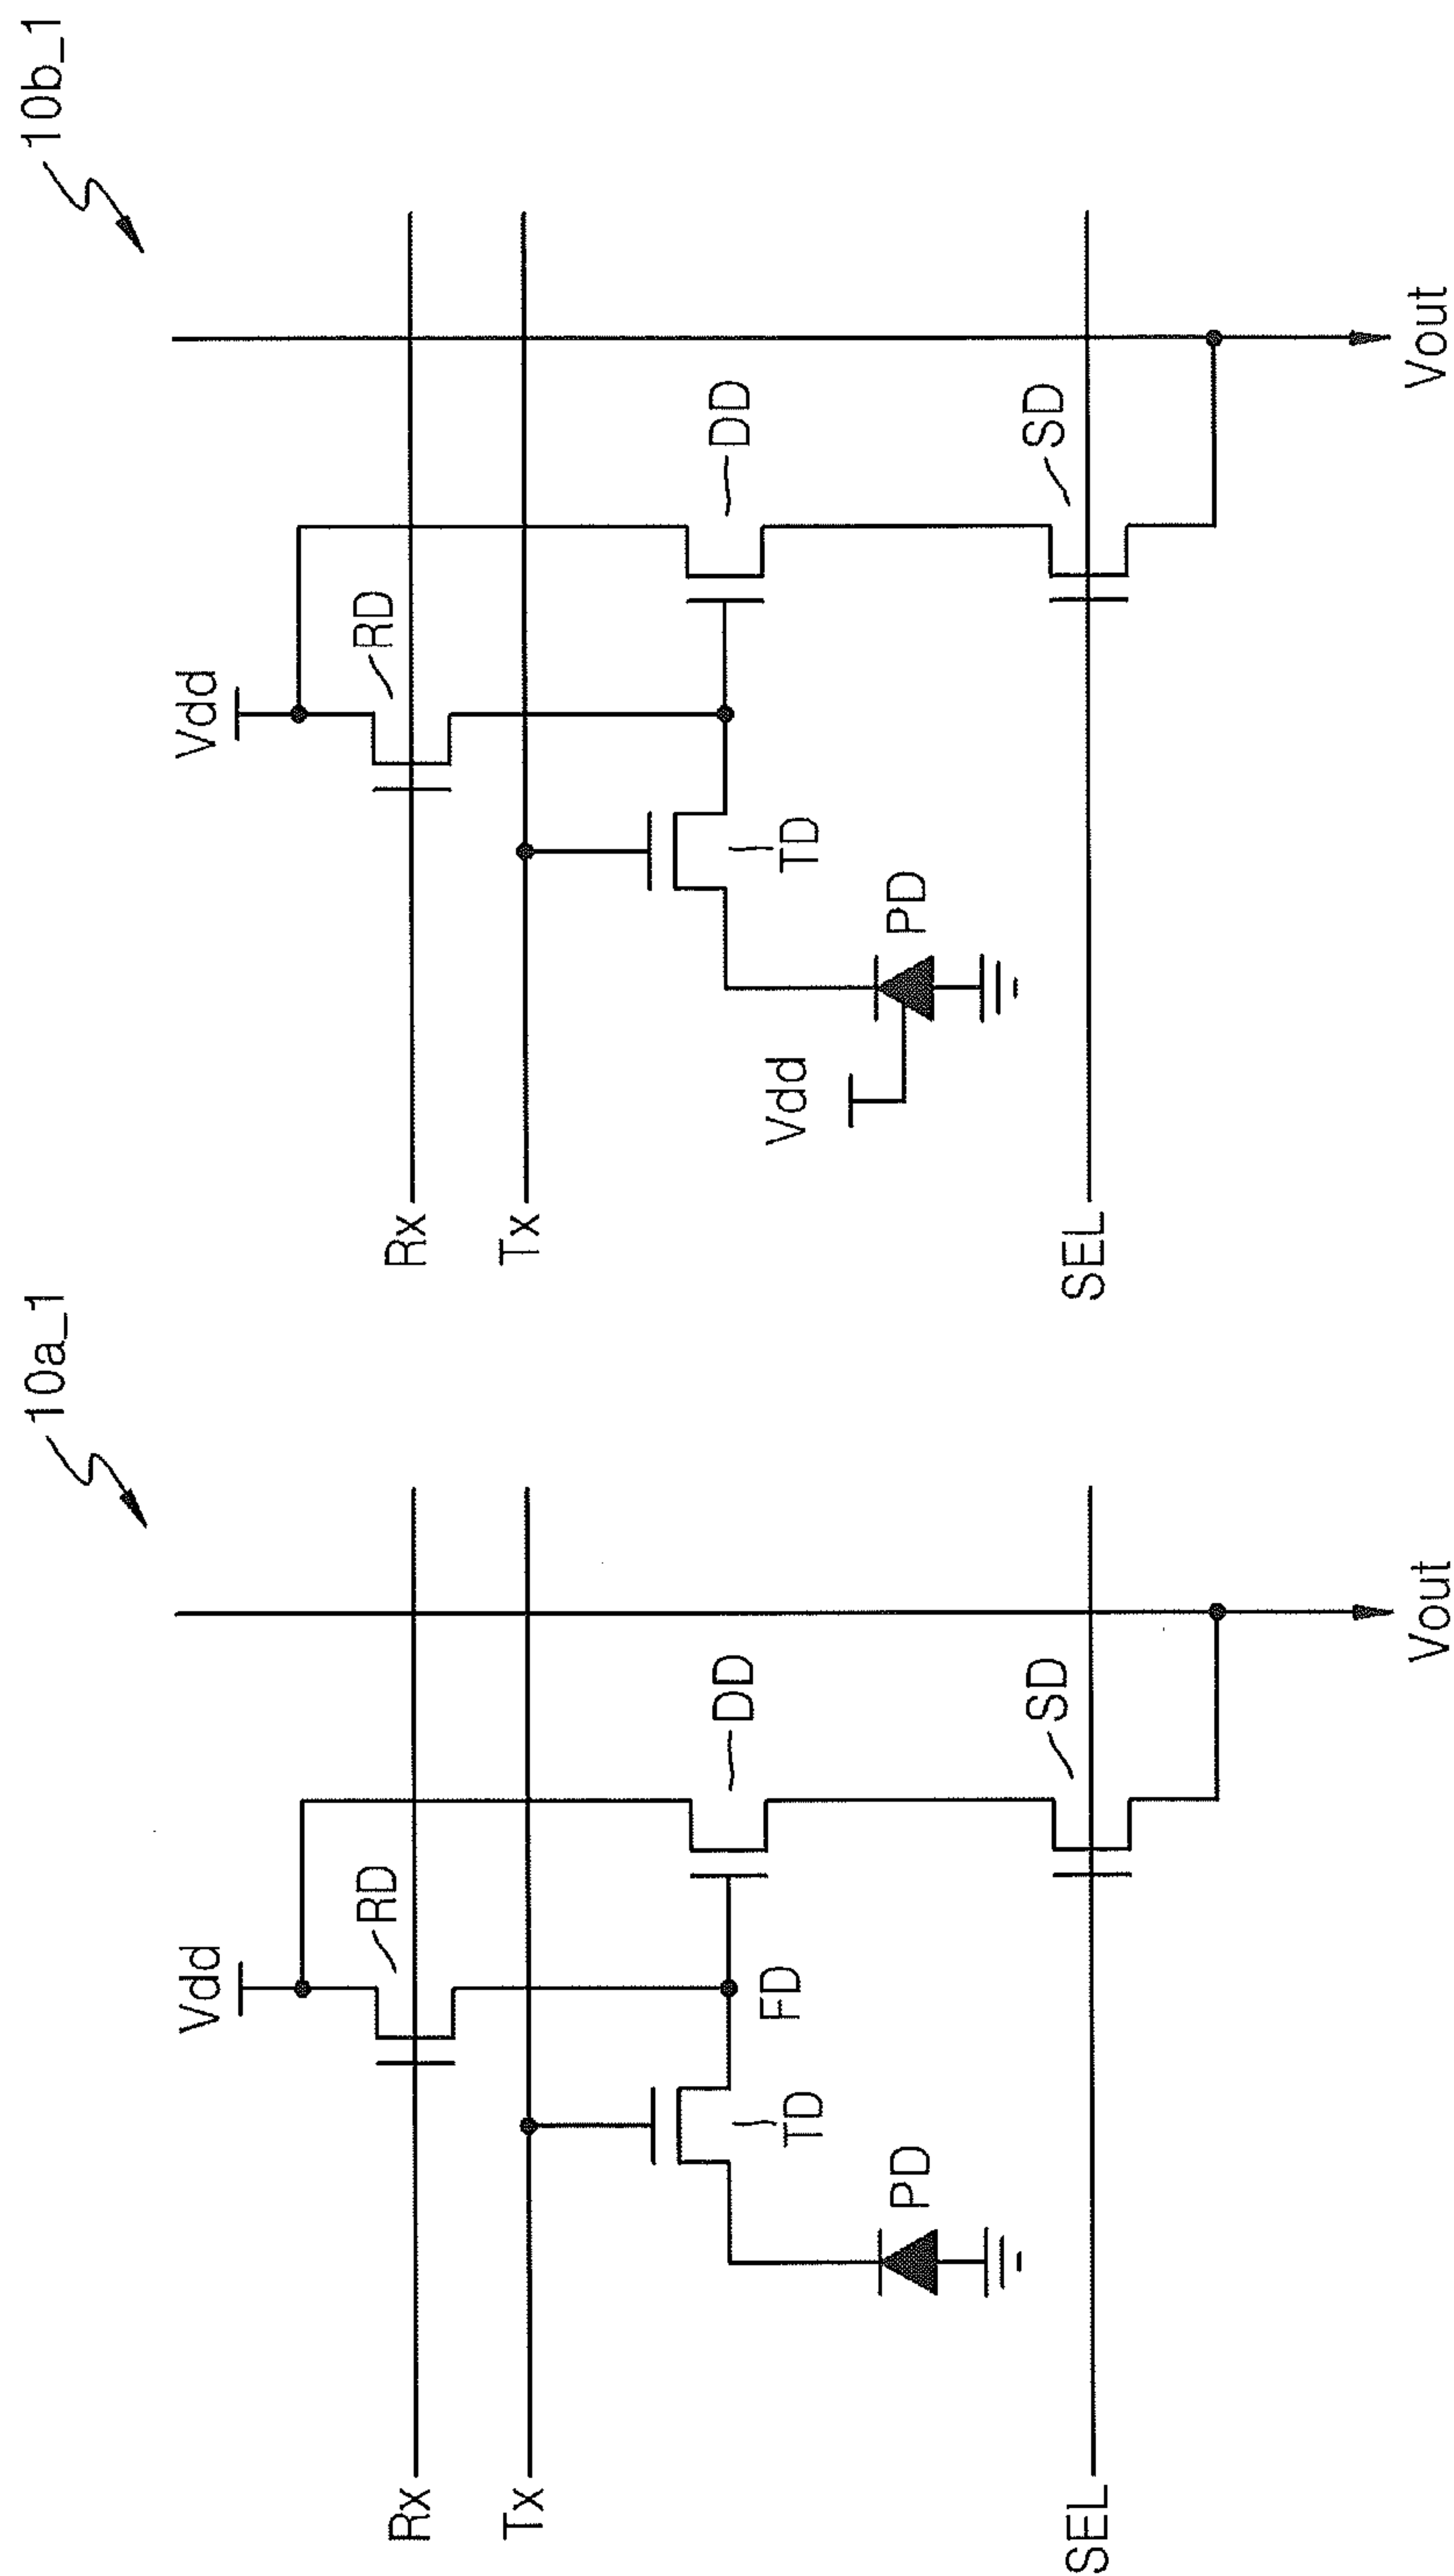 10a_1
Vdd
RD
Rx
Tx
DD
FD
TD
PD
SD
SEL
Vout
10b_1
Vdd
RD
Rx
Tx
DD
TD
PD
Vdd
SD
SEL
Vout